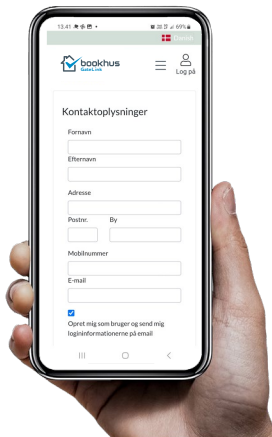 13.41
69%
Danish
bookhus
GateLink
Log på
Kontaktoplysninger
Fornavn
Efternavn
Adresse
Postnr. By
Mobilnummer
E-mail
Opret mig som bruger og send mig
logininformationerne på email